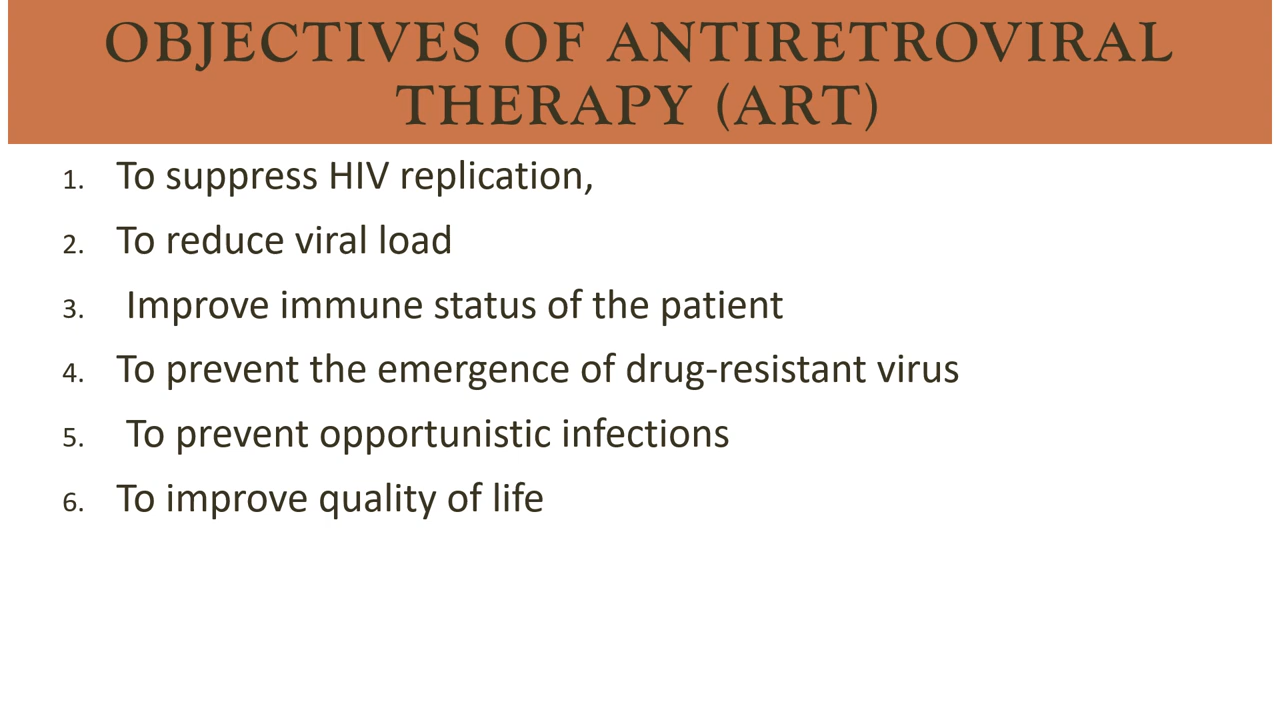 OBJECTIVES OF ANTIRETROVIRAL
THERAPY (ART)
1. To suppress HIV replication,
2. To reduce viral load
3. Improve immune status of the patient
4. To prevent the emergence of drug-resistant virus
5. To prevent opportunistic infections
6. To improve quality of life